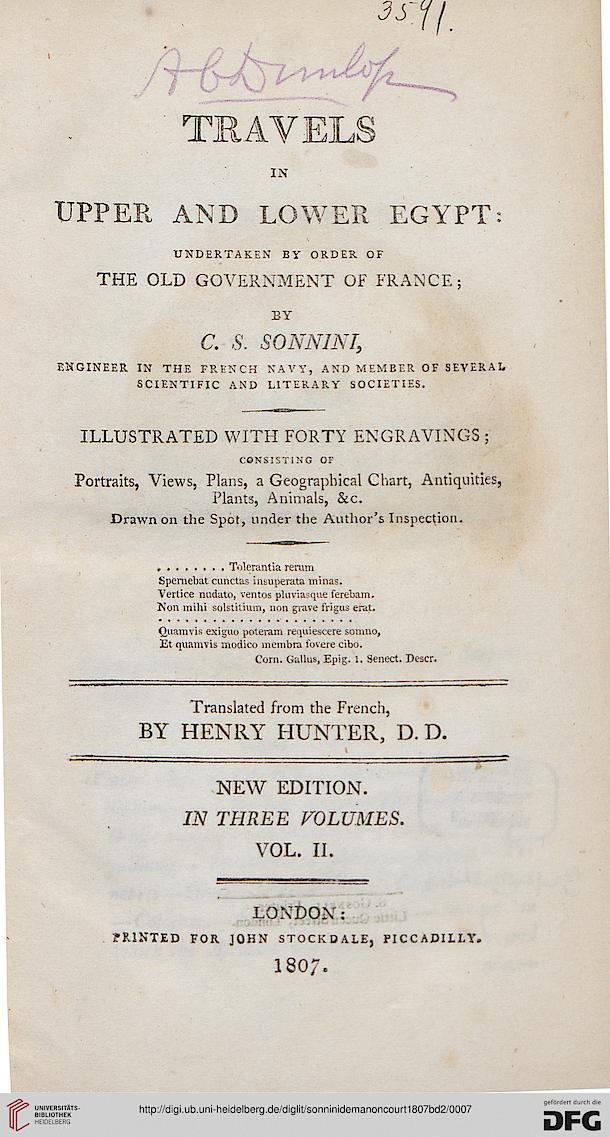 3591.
A C Dunlop
TRAVELS
IN
UPPER AND LOWER EGYPT:
UNDERTAKEN BY ORDER OF
THE OLD GOVERNMENT OF FRANCE;
BY
C. S. SONNINI,
ENGINEER IN THE FRENCH NAVY, AND MEMBER OF SEVERAL
SCIENTIFIC AND LITERARY SOCIETIES.
ILLUSTRATED WITH FORTY ENGRAVINGS;
CONSISTING OF
Portraits, Views, Plans, a Geographical Chart, Antiquities,
Plants, Animals, &c.
Drawn on the Spot, under the Author's Inspection.
. . . . . . . . Tolerantia rerum
Spernebat cunctas insuperata minas.
Vertice nudato, ventos pluviasque ferebam.
Non mihi solstitium, non grave frigus erat.
. . . . . . . . . . . . . . . . . . . . . .
Quamvis exiguo poteram requiescere somno,
Et quamvis modico membra fovere cibo.
Corn. Gallus, Epig. 1. Senect. Descr.
Translated from the French,
BY HENRY HUNTER, D. D.
NEW EDITION.
IN THREE VOLUMES.
VOL. II.
LONDON:
PRINTED FOR JOHN STOCKDALE, PICCADILLY.
1807.
UNIVERSITÄTS-
BIBLIOTHEK
HEIDELBERG
http://digi.ub.uni-heidelberg.de/diglit/sonninidemanoncourt1807bd2/0007
gefördert durch die
DFG